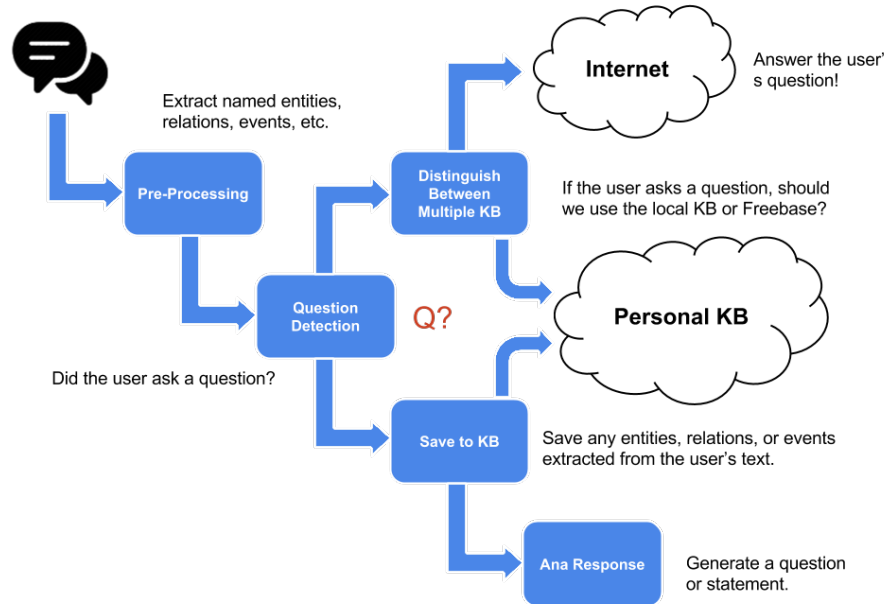 Internet
Answer the user'
s question!
Extract named entities,
relations, events, etc.
Pre-Processing
Distinguish
Between
Multiple KB
If the user asks a question, should
we use the local KB or Freebase?
Question
Detection
Q?
Personal KB
Did the user ask a question?
Save to KB
Save any entities, relations, or events
extracted from the user's text.
Ana Response
Generate a question
or statement.